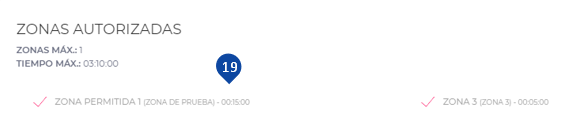 ZONAS AUTORIZADAS
ZONAS MÁX.: 1
TIEMPO MÁX.: 03:10:00
19
ZONA PERMITIDA 1 (ZONA DE PRUEBA) - 00:15:00
ZONA 3 (ZONA 3) - 00:05:00